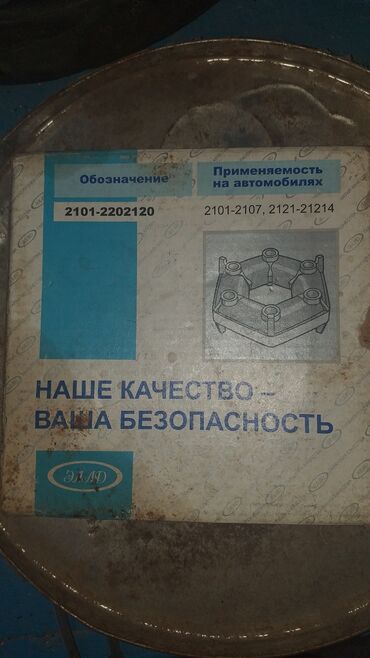 Обозначение
Применяемость
на автомобилях
2101-2202120
2101-2107, 2121-21214
НАШЕ КАЧЕСТВО –
ВАША БЕЗОПАСНОСТЬ
ЭЛАД